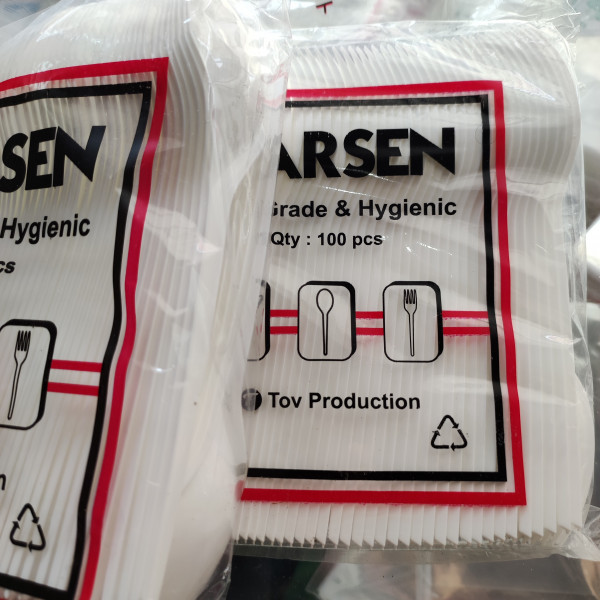 SEN
Hygienic
cs
n
ARSEN
Grade & Hygienic
Qty : 100 pcs
Tov Production